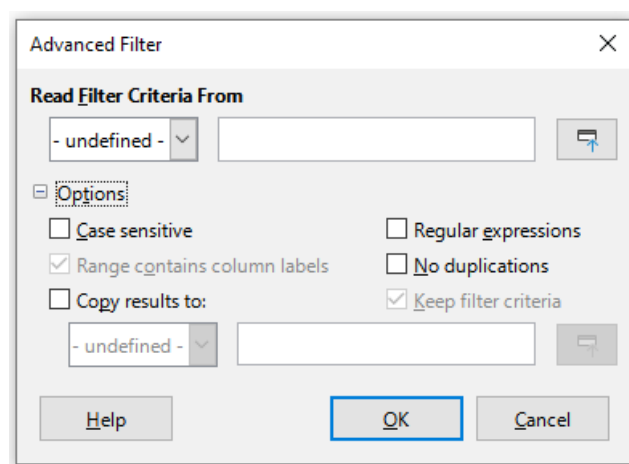 Advanced Filter
Read Filter Criteria From
- undefined -
Options
Case sensitive
Regular expressions
Range contains column labels
No duplications
Copy results to:
Keep filter criteria
- undefined -
Help
OK
Cancel